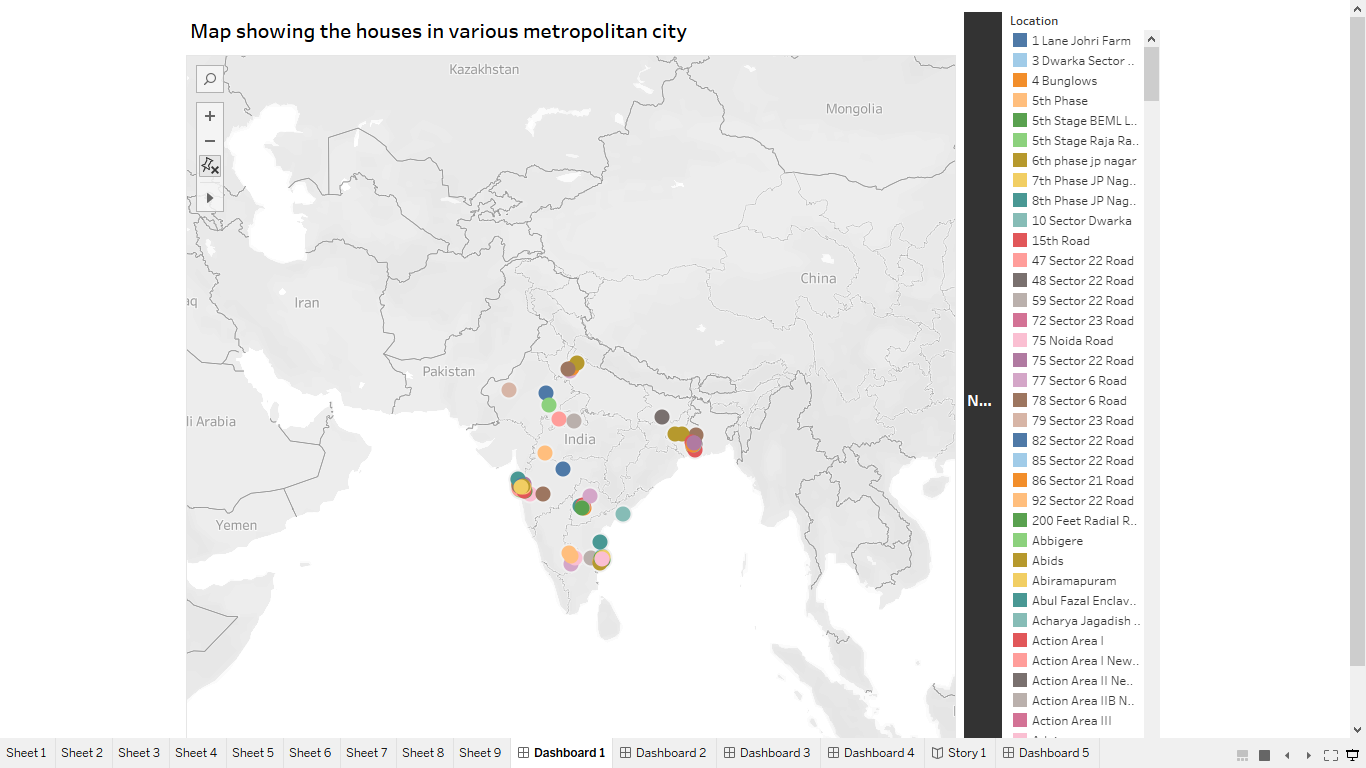 Map showing the houses in various metropolitan city
Kazakhstan
Mongolia
China
Iran
aq
Pakistan
di Arabia
India
Yemen
N...
Location
1 Lane Johri Farm
3 Dwarka Sector ..
4 Bunglows
5th Phase
5th Stage BEML L..
5th Stage Raja Ra..
6th phase jp nagar
7th Phase JP Nag..
8th Phase JP Nag..
10 Sector Dwarka
15th Road
47 Sector 22 Road
48 Sector 22 Road
59 Sector 22 Road
72 Sector 23 Road
75 Noida Road
75 Sector 22 Road
77 Sector 6 Road
78 Sector 6 Road
79 Sector 23 Road
82 Sector 22 Road
85 Sector 22 Road
86 Sector 21 Road
92 Sector 22 Road
200 Feet Radial R..
Abbigere
Abids
Abiramapuram
Abul Fazal Enclav..
Acharya Jagadish ..
Action Area I
Action Area I New..
Action Area II Ne..
Action Area IIB N..
Action Area III
Sheet 1 Sheet 2 Sheet 3 Sheet 4 Sheet 5 Sheet 6 Sheet 7 Sheet 8 Sheet 9 Dashboard 1 Dashboard 2 Dashboard 3 Dashboard 4 Story 1 Dashboard 5